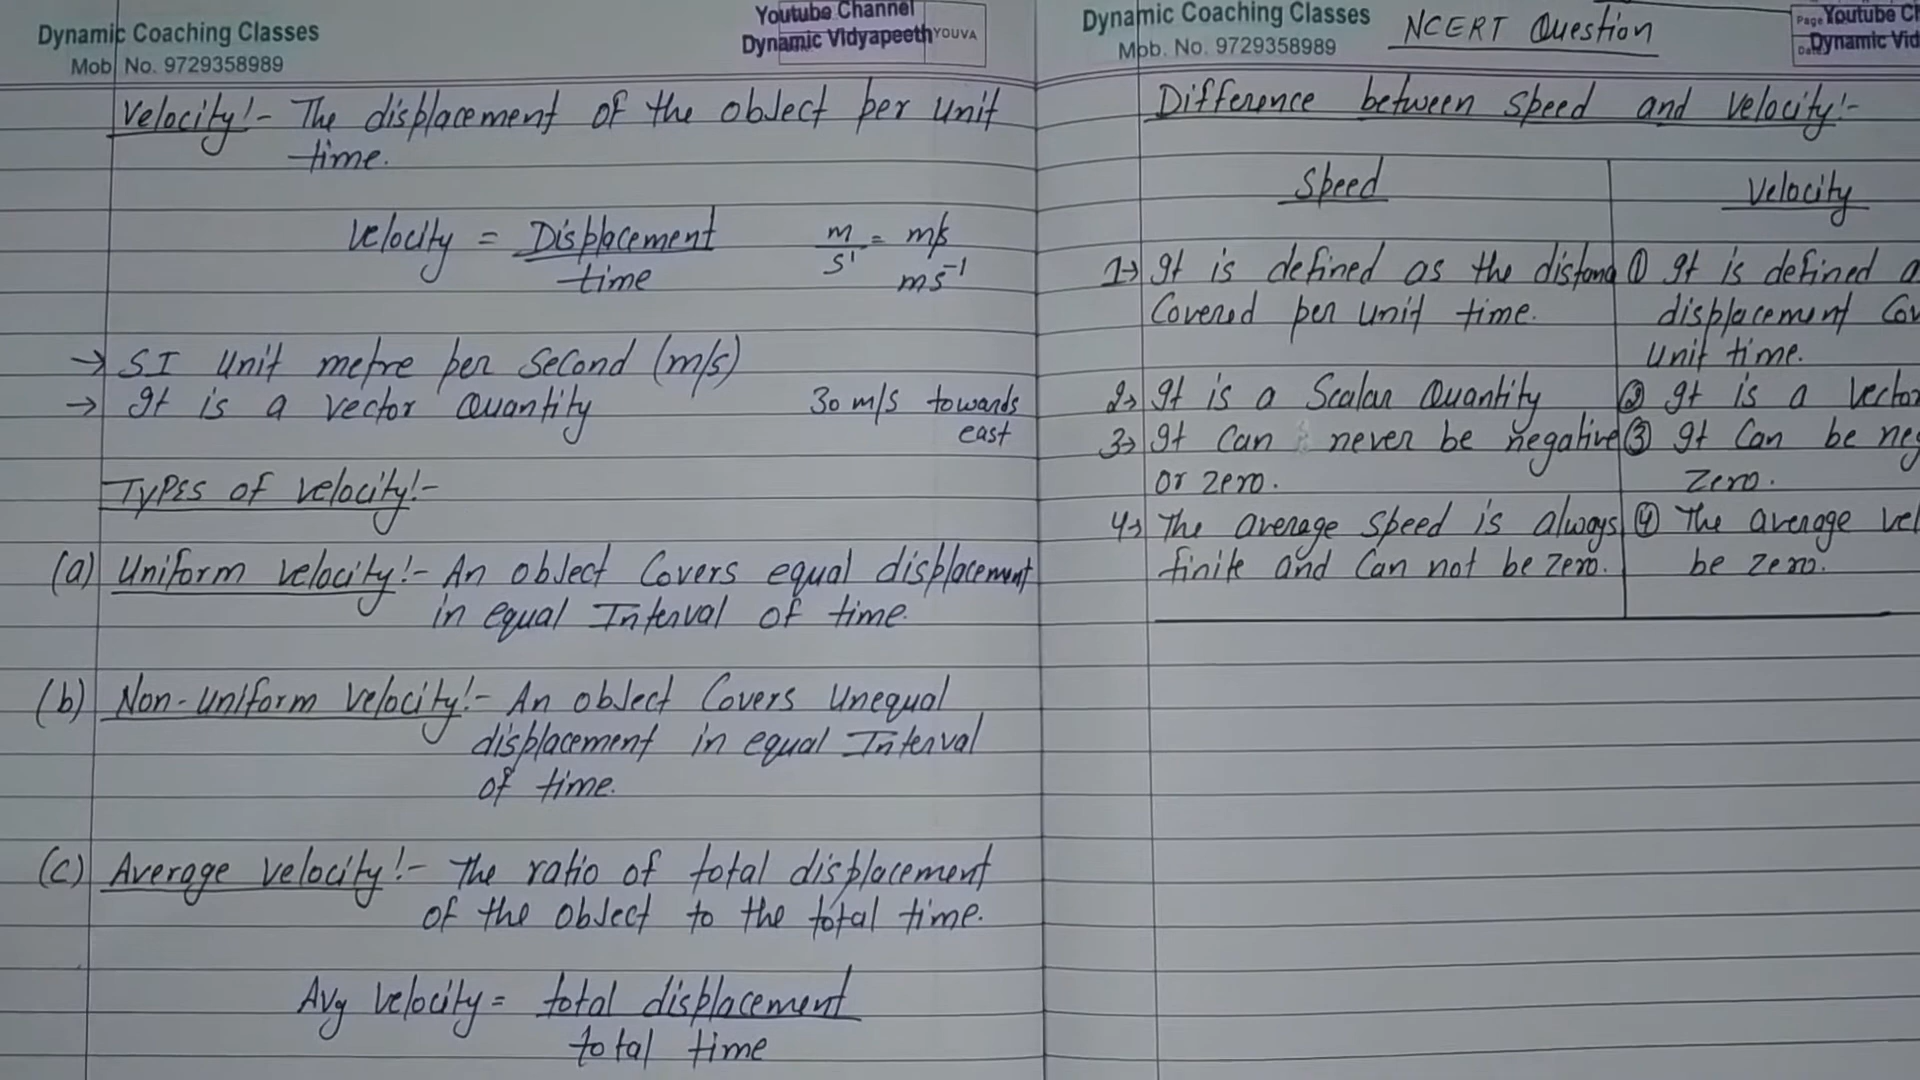 Dynamic Coaching Classes
Mob. No. 9729358989
Youtube Channel
Dynamic Vidyapeeth
YOUVA
Velocity:- The displacement of the object per unit
time.
Velocity = Displacement
time
m/s = m/s
ms⁻¹
→ SI unit metre per second (m/s)
→ It is a vector quantity
30 m/s towards
east
Types of velocity:-
(a) Uniform velocity:- An object covers equal displacement
in equal Interval of time.
(b) Non-uniform velocity:- An object covers unequal
displacement in equal Interval
of time.
(c) Average velocity:- The ratio of total displacement
of the object to the total time.
Avg velocity = total displacement
total time
Dynamic Coaching Classes
Mob. No. 9729358989
NCERT Question
Page
Youtube
Dynamic
Difference between speed and velocity:-
Speed
1→ It is defined as the
covered per unit time.
2→ It is a Scalar Quantity
3→ It can never be negative
or zero.
4→ The average speed is always
finite and can not be zero.
Velocity
① It is defined
displacement
unit time.
② It is a vector
③ It can be
zero.
④ The average
be zero.